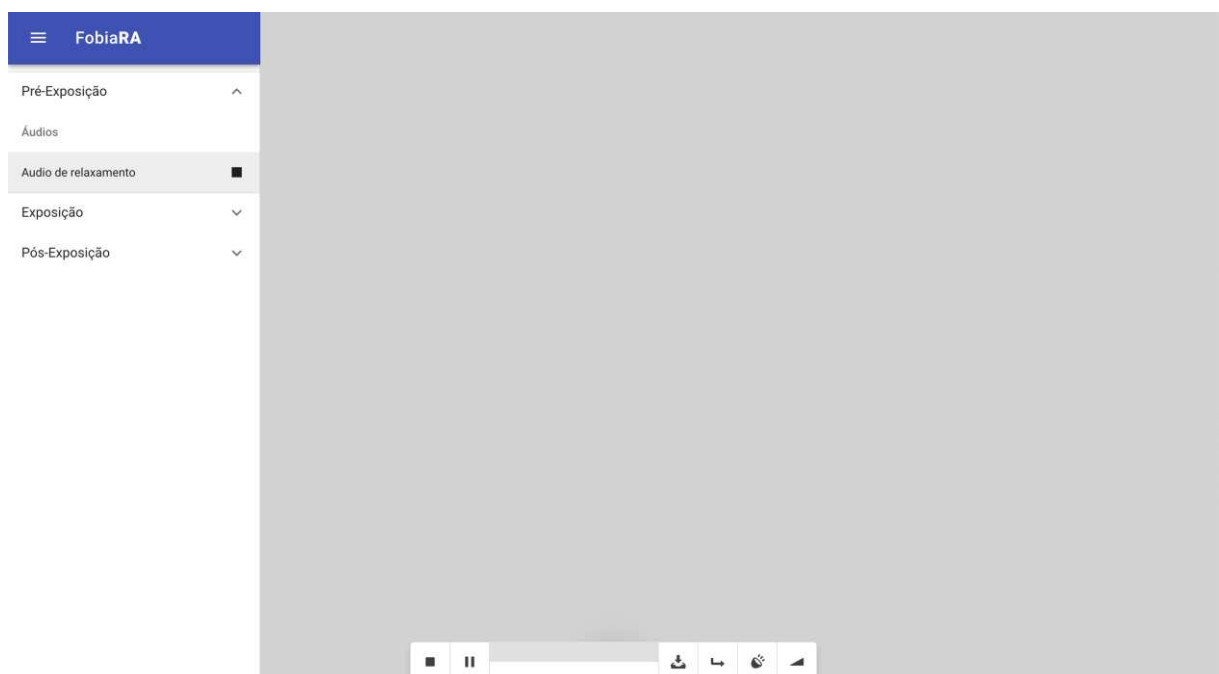 FobiaRA
Pré-Exposição
Áudios
Audio de relaxamento
Exposição
Pós-Exposição